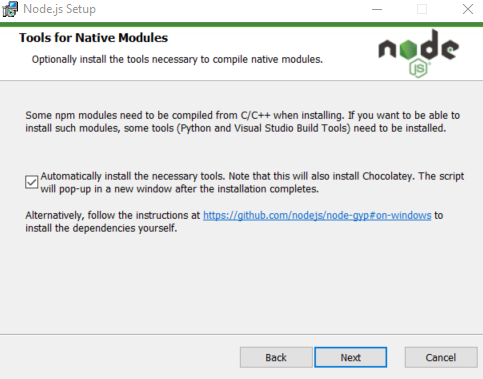 Node.js Setup
Tools for Native Modules
Optionally install the tools necessary to compile native modules.
node
JS
Some npm modules need to be compiled from C/C++ when installing. If you want to be able to
install such modules, some tools (Python and Visual Studio Build Tools) need to be installed.
Automatically install the necessary tools. Note that this will also install Chocolatey. The script
will pop-up in a new window after the installation completes.
Alternatively, follow the instructions at https://github.com/nodejs/node-gyp#on-windows to
install the dependencies yourself.
Back Next Cancel